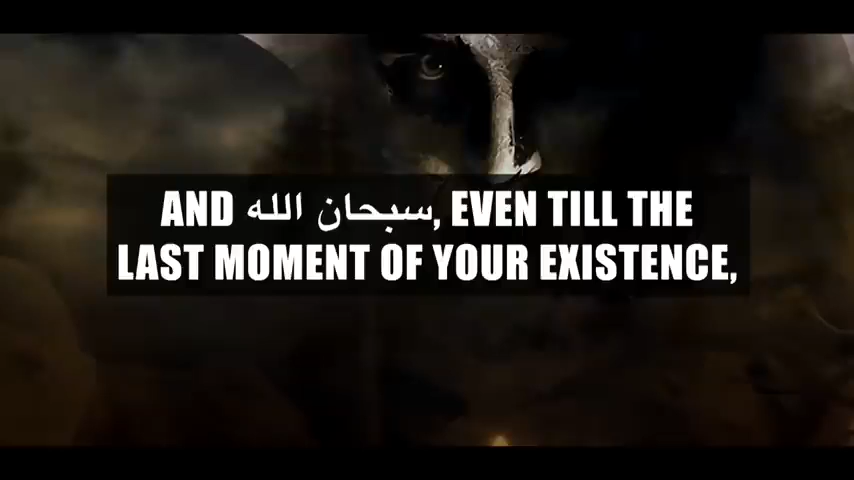 AND سبحان الله, EVEN TILL THE
LAST MOMENT OF YOUR EXISTENCE,